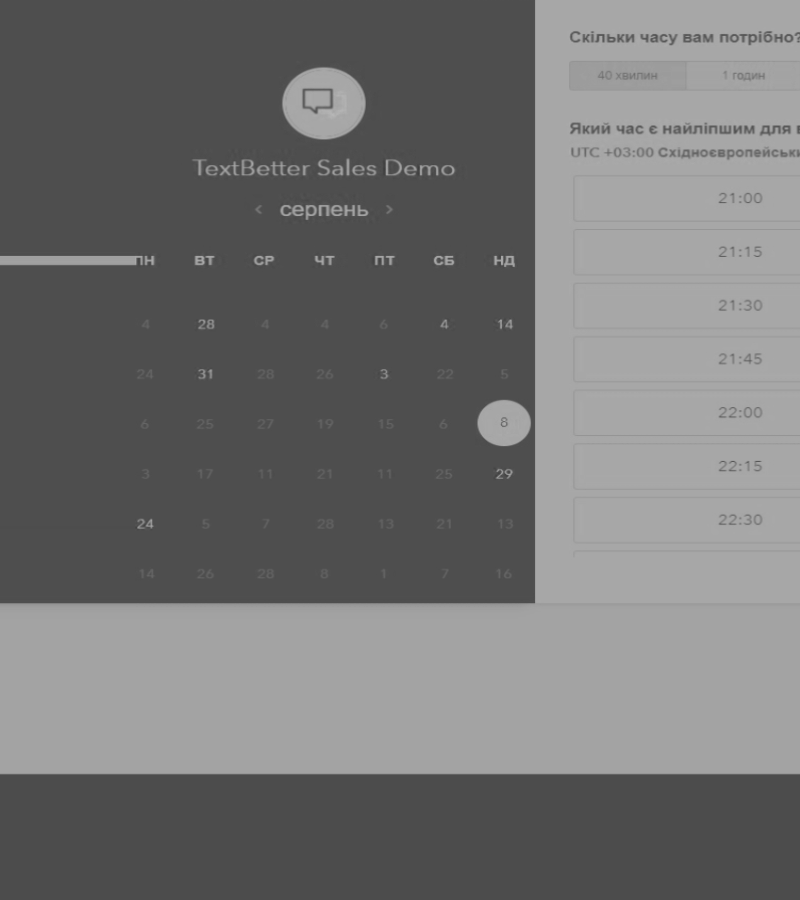 TextBetter Sales Demo
‹ серпень ›
ПН ВТ СР ЧТ ПТ СБ НД
4 28 4 4 6 4 14
24 31 28 26 3 22 5
6 25 27 19 15 6 8
3 17 11 21 11 25 29
24 5 7 28 13 21 13
14 26 28 8 1 7 16
Скільки часу вам потрібно?
40 хвилин 1 годин
Який час є найліпшим для
UTC +03:00 Східноєвропейськи
21:00
21:15
21:30
21:45
22:00
22:15
22:30